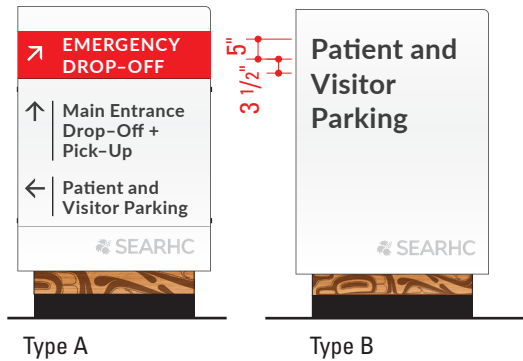 EMERGENCY
DROP–OFF
Main Entrance
Drop–Off +
Pick–Up
Patient and
Visitor Parking
SEARHC
Type A
5"
3 1/2"
Patient and
Visitor
Parking
SEARHC
Type B